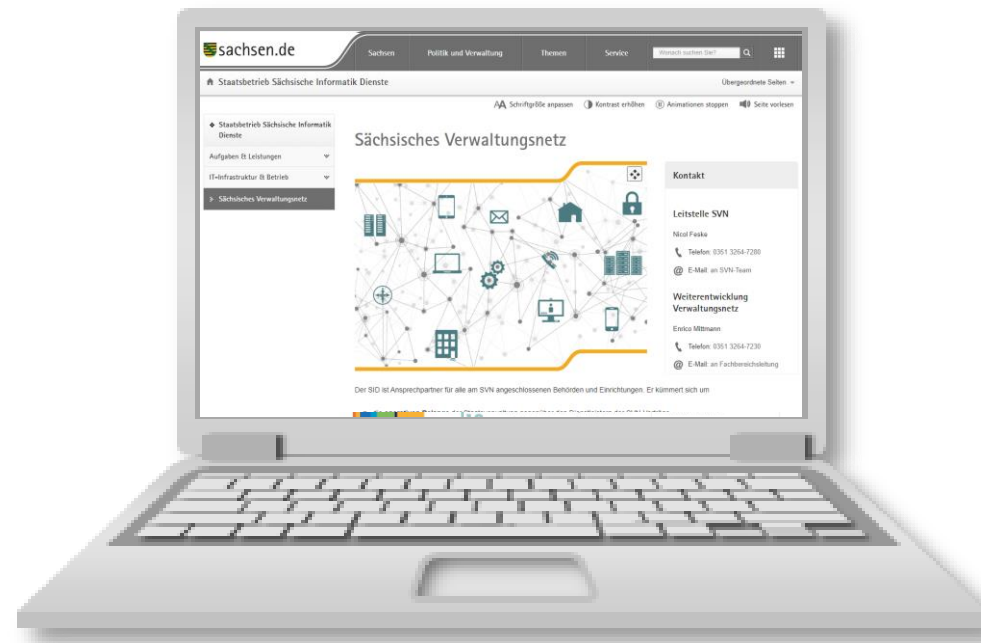 sachsen.de
Sachsen Politik und Verwaltung Themen Service Wonach suchen Sie?
Staatsbetrieb Sächsische Informatik Dienste Übergeordnete Seiten
Schriftgröße anpassen Kontrast erhöhen Animationen stoppen Seite vorlesen
Staatsbetrieb Sächsische Informatik
Dienste
Aufgaben & Leistungen
IT-Infrastruktur & Betrieb
Sächsisches Verwaltungsnetz
Sächsisches Verwaltungsnetz
Kontakt
Leitstelle SVN
Nicol Feske
Telefon: 0351 3264-7280
@ E-Mail: an SVN-Team
Weiterentwicklung
Verwaltungsnetz
Enrico Mittmann
Telefon: 0351 3264-7230
@ E-Mail: an Fachbereichsleitung
Der SID ist Ansprechpartner für alle am SVN angeschlossenen Behörden und Einrichtungen. Er kümmert sich um